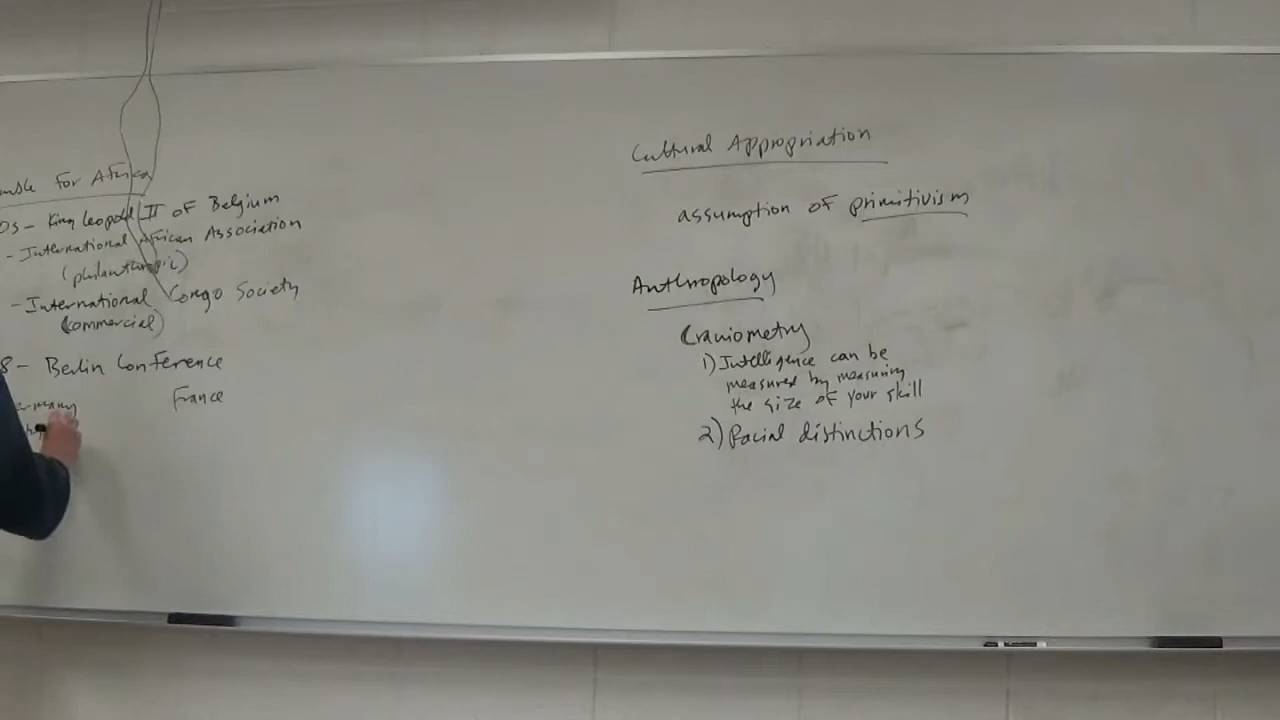 for Africa
King Leopold II of Belgium
- International African Association
(philanthropic)
- International Congo Society
(commercial)
8 - Berlin Conference
France
Cultural Appropriation
assumption of primitivism
Anthropology
Craniometry
1) Intelligence can be
measured by measuring
the size of your skill
2) Racial distinctions